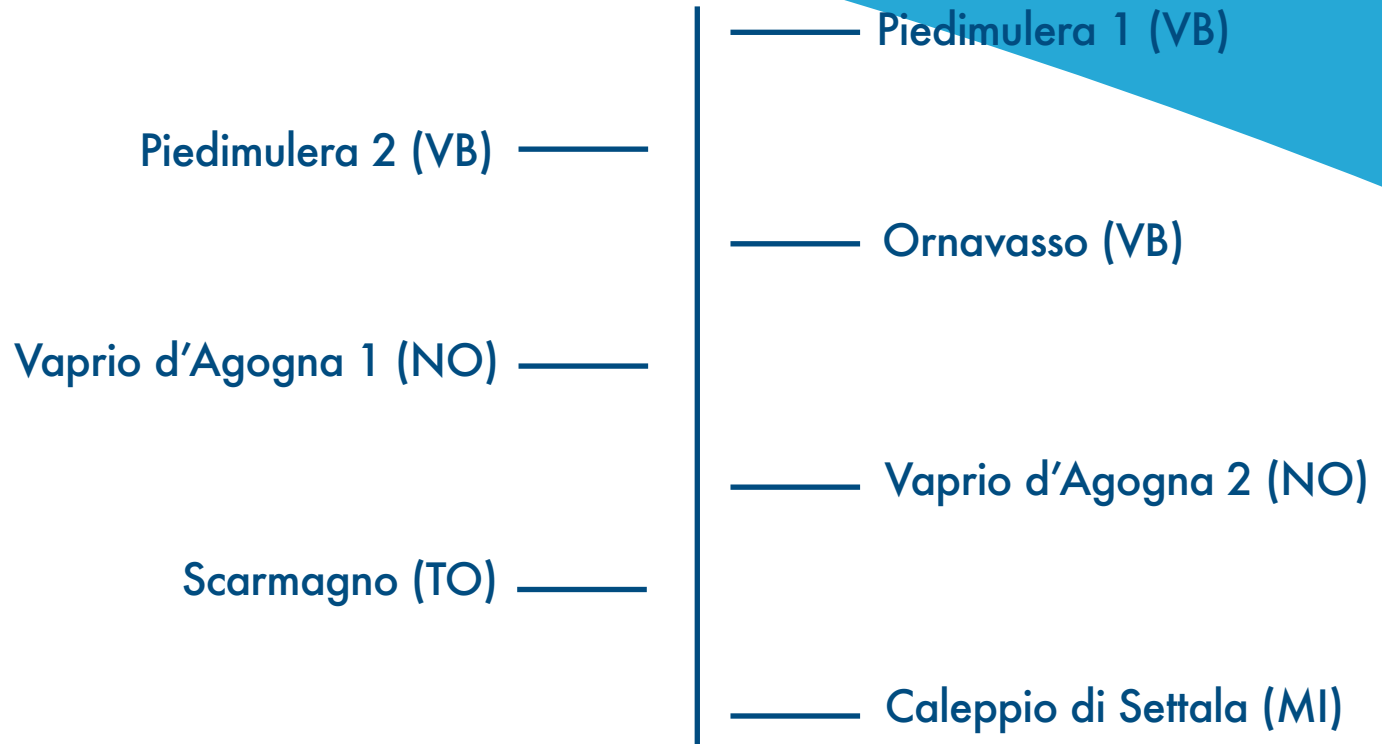 Piedimulera 1 (VB)
Piedimulera 2 (VB)
Ornavasso (VB)
Vaprio d’Agogna 1 (NO)
Vaprio d’Agogna 2 (NO)
Scarmagno (TO)
Caleppio di Settala (MI)